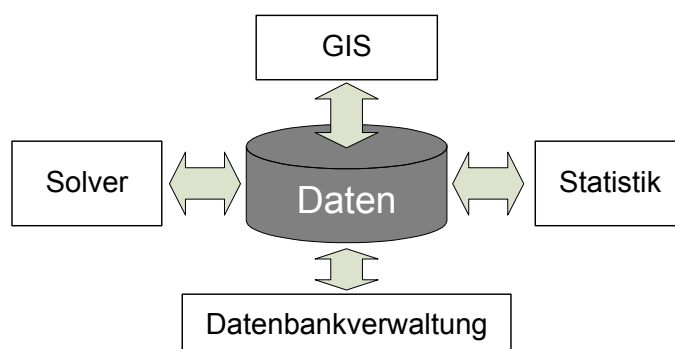 GIS
Solver
Daten
Statistik
Datenbankverwaltung